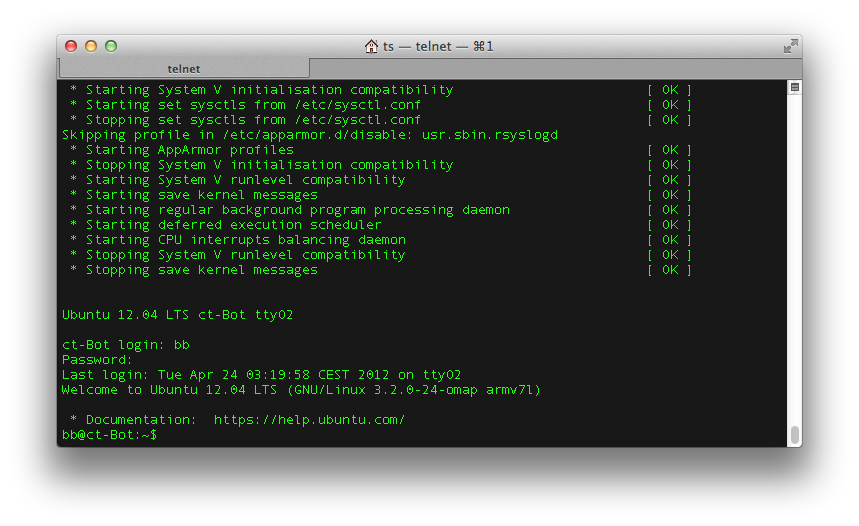 ts — telnet — ⌘1
telnet
* Starting System V initialisation compatibility [ OK ]
* Starting set sysctls from /etc/sysctl.conf [ OK ]
* Stopping set sysctls from /etc/sysctl.conf [ OK ]
Skipping profile in /etc/apparmor.d/disable: usr.sbin.rsyslogd
* Starting AppArmor profiles [ OK ]
* Stopping System V initialisation compatibility [ OK ]
* Starting System V runlevel compatibility [ OK ]
* Starting save kernel messages [ OK ]
* Starting regular background program processing daemon [ OK ]
* Starting deferred execution scheduler [ OK ]
* Starting CPU interrupts balancing daemon [ OK ]
* Stopping System V runlevel compatibility [ OK ]
* Stopping save kernel messages [ OK ]
Ubuntu 12.04 LTS ct-Bot ttyO2
ct-Bot login: bb
Password:
Last login: Tue Apr 24 03:19:58 CEST 2012 on ttyO2
Welcome to Ubuntu 12.04 LTS (GNU/Linux 3.2.0-24-omap armv7l)
* Documentation: https://help.ubuntu.com/
bb@ct-Bot:~$